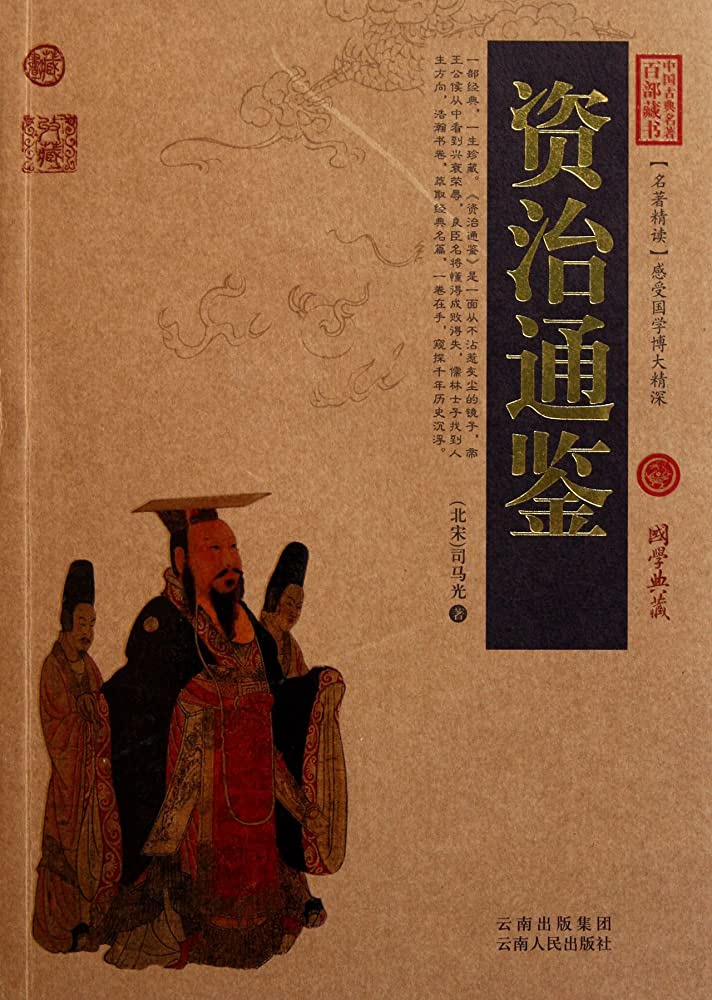 中国古典名著
百部藏书
【名著精读】感受国学博大精深
國學典藏
资治通鉴
一部经典，一生珍藏。《资治通鉴》是一面从不沾惹灰尘的镜子，帝
王公侯从中看到兴衰荣辱，良臣名将懂得成败得失，儒林士子找到人
生方向，浩瀚书卷，萃取经典名篇，一卷在手，窥探千年历史沉浮。
(北宋)司马光 著
收藏
云南出版集团
云南人民出版社